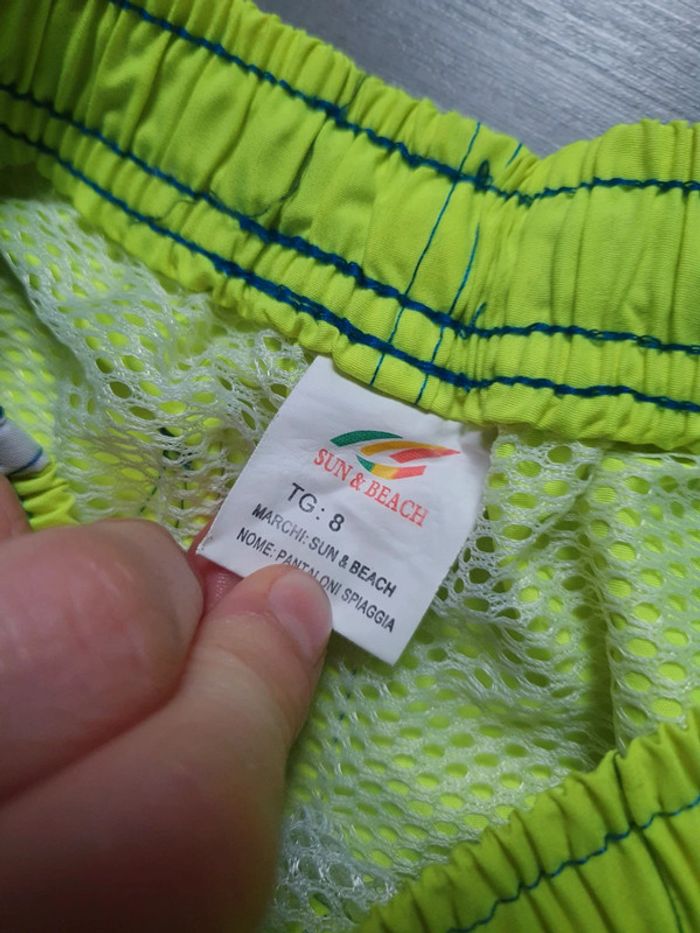 SUN & BEACH
TG: 8
MARCHI: SUN & BEACH
NOME: PANTALONI SPIAGGIA